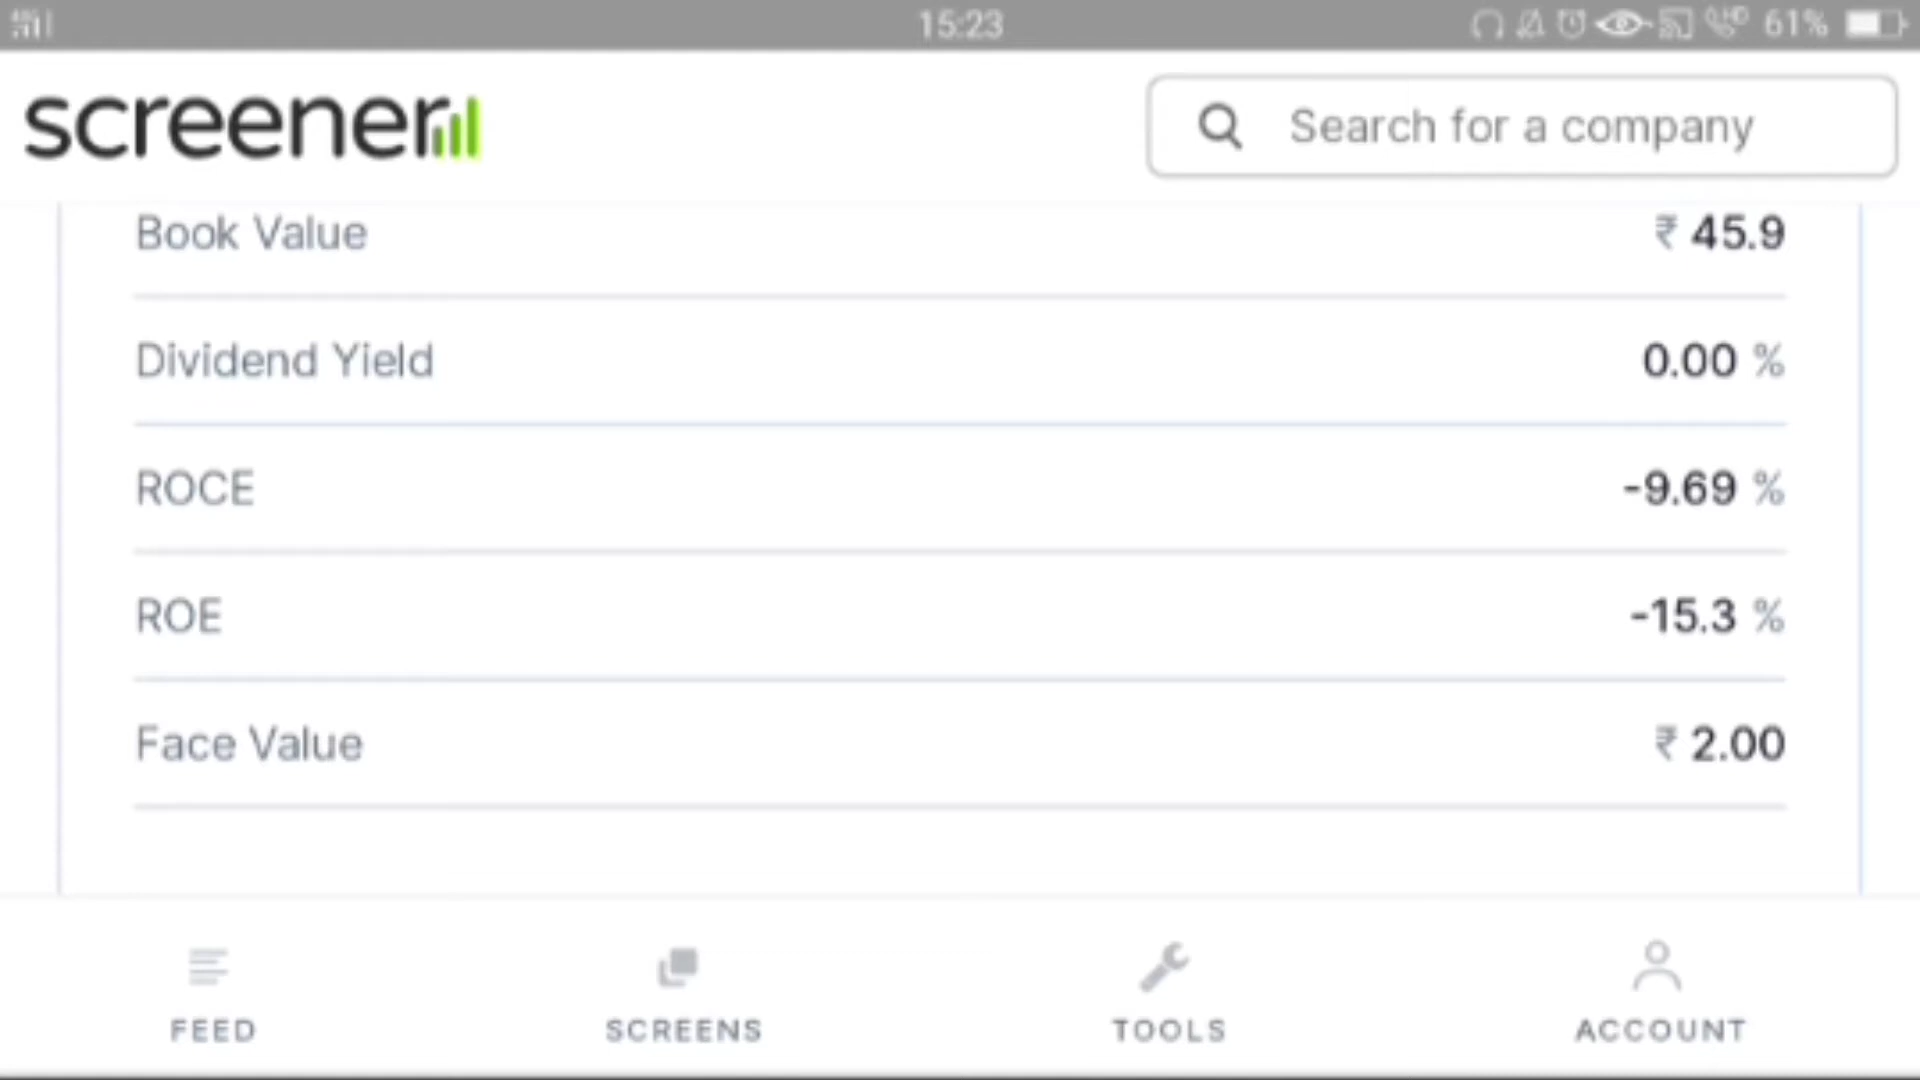 15:23 61%
screener
Search for a company
Book Value ₹ 45.9
Dividend Yield 0.00 %
ROCE -9.69 %
ROE -15.3 %
Face Value ₹ 2.00
FEED SCREENS TOOLS ACCOUNT